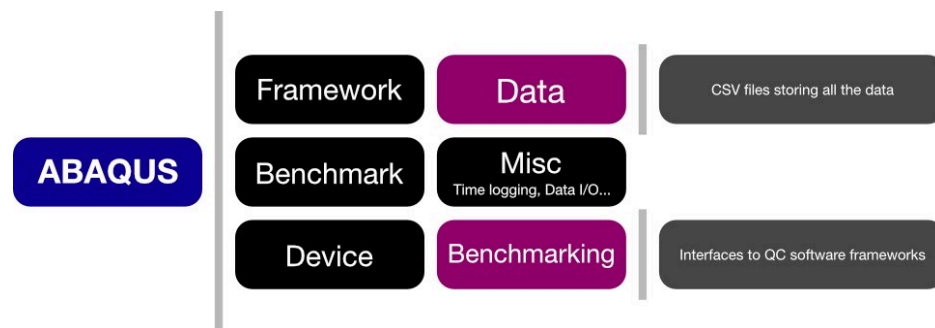 Framework
Data
CSV files storing all the data
ABAQUS
Benchmark
Misc
Time logging, Data I/O...
Device
Benchmarking
Interfaces to QC software frameworks